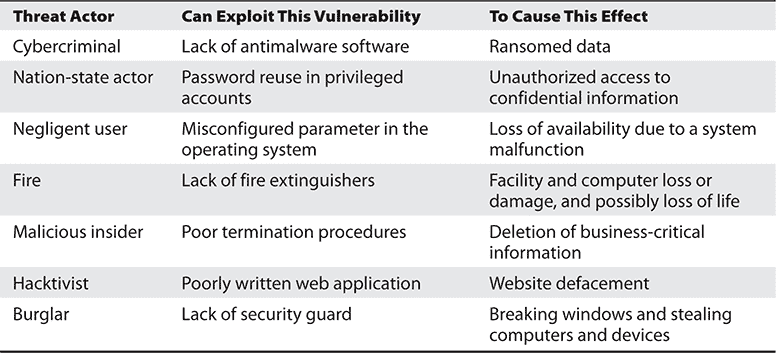 Threat Actor Can Exploit This Vulnerability To Cause This Effect
Cybercriminal Lack of antimalware software Ransomed data
Nation-state actor Password reuse in privileged Unauthorized access to
accounts confidential information
Negligent user Misconfigured parameter in the Loss of availability due to a system
operating system malfunction
Fire Lack of fire extinguishers Facility and computer loss or
damage, and possibly loss of life
Malicious insider Poor termination procedures Deletion of business-critical
information
Hacktivist Poorly written web application Website defacement
Burglar Lack of security guard Breaking windows and stealing
computers and devices